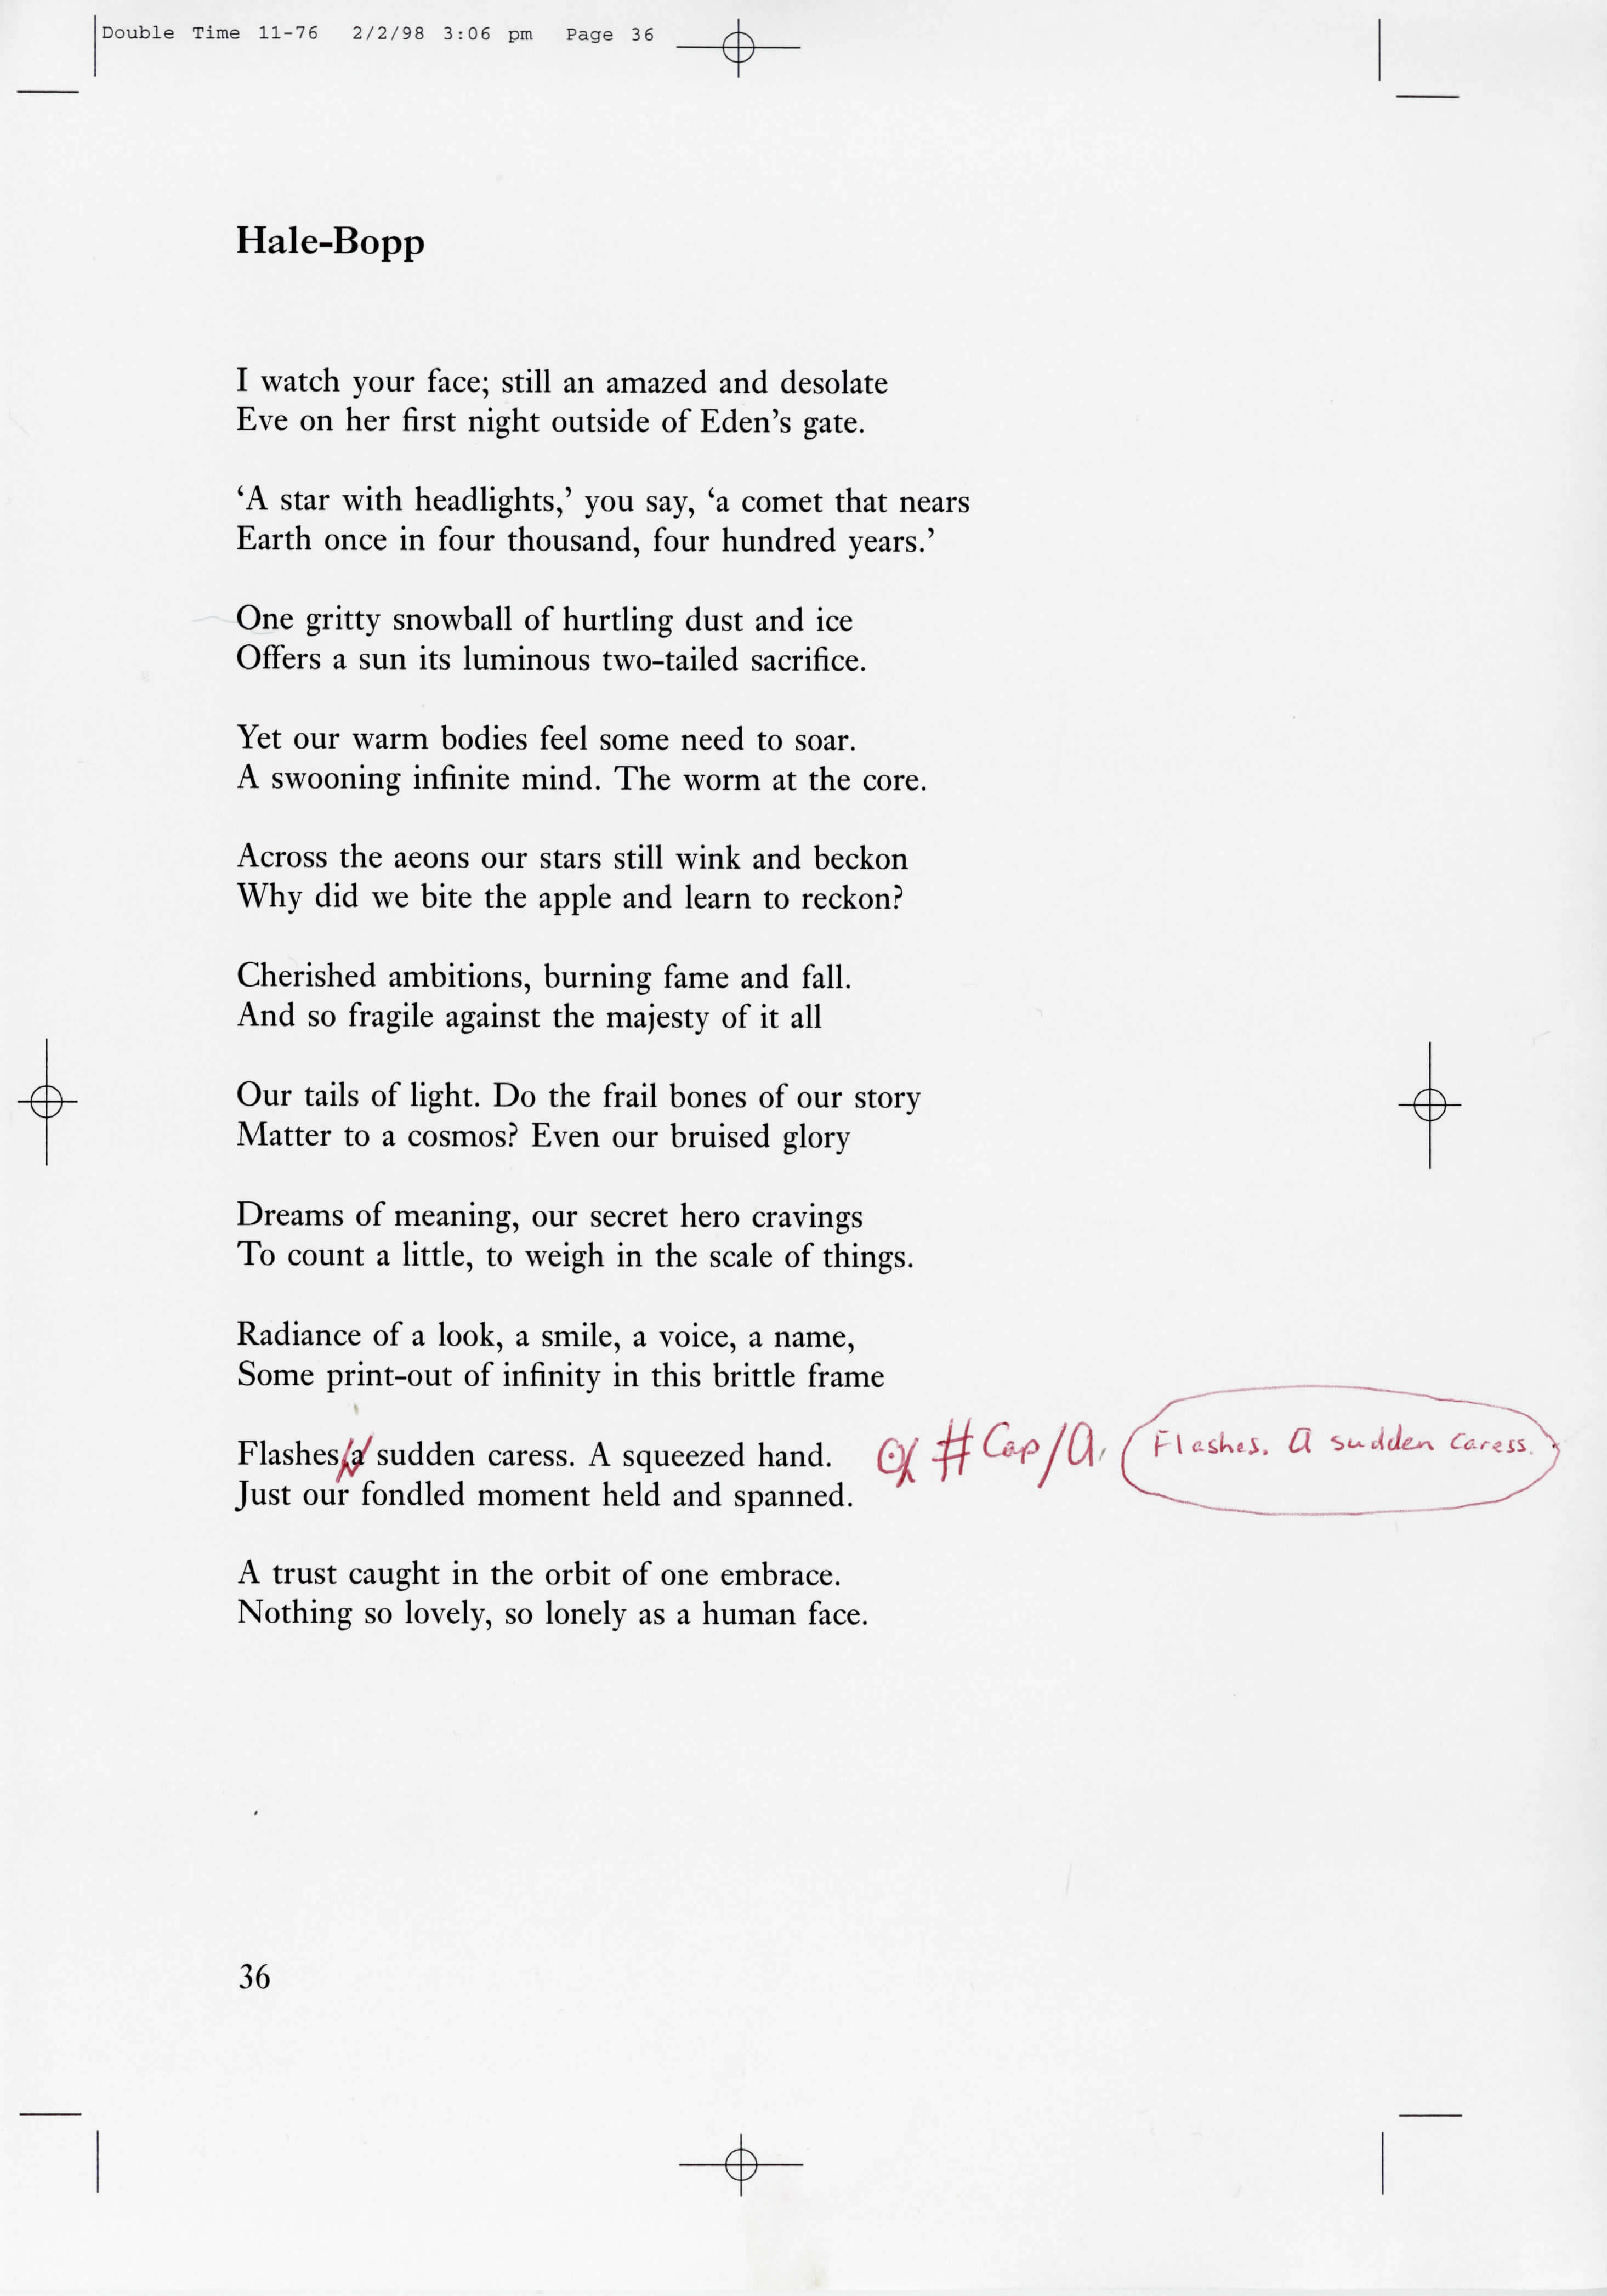 Double Time 11-76 2/2/98 3:06 pm Page 36
Hale-Bopp
I watch your face; still an amazed and desolate
Eve on her first night outside of Eden’s gate.
‘A star with headlights,’ you say, ‘a comet that nears
Earth once in four thousand, four hundred years.’
One gritty snowball of hurtling dust and ice
Offers a sun its luminous two-tailed sacrifice.
Yet our warm bodies feel some need to soar.
A swooning infinite mind. The worm at the core.
Across the aeons our stars still wink and beckon
Why did we bite the apple and learn to reckon?
Cherished ambitions, burning fame and fall.
And so fragile against the majesty of it all
Our tails of light. Do the frail bones of our story
Matter to a cosmos? Even our bruised glory
Dreams of meaning, our secret hero cravings
To count a little, to weigh in the scale of things.
Radiance of a look, a smile, a voice, a name,
Some print-out of infinity in this brittle frame
Flashes a sudden caress. A squeezed hand. # Cap/A. Flashes. A sudden caress.
Just our fondled moment held and spanned.
A trust caught in the orbit of one embrace.
Nothing so lovely, so lonely as a human face.
36